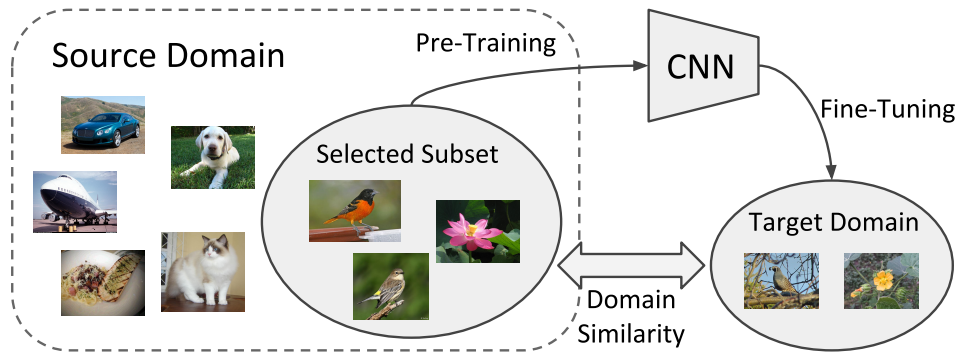 Source Domain
Pre-Training
CNN
Fine-Tuning
Selected Subset
Target Domain
Domain
Similarity